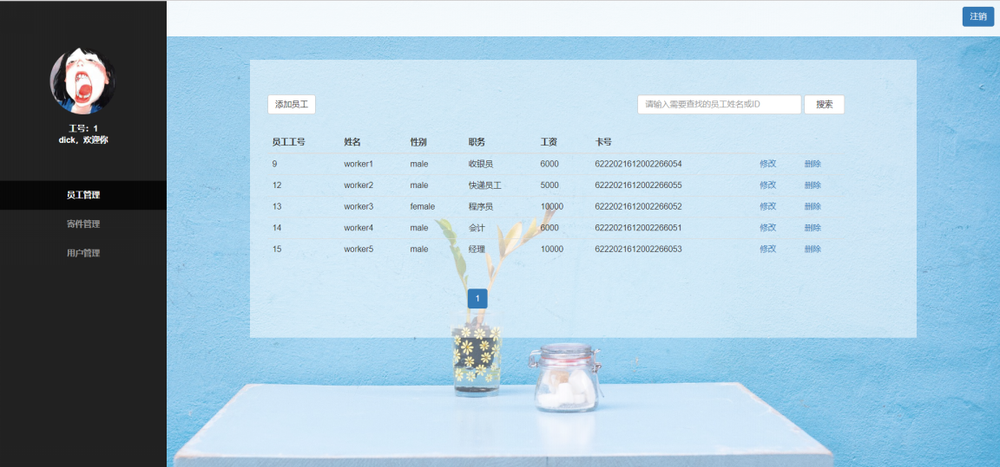 注销
工号：1
dick，欢迎你
员工管理
寄件管理
用户管理
添加员工
请输入需要查找的员工姓名或ID 搜索
员工工号 姓名 性别 职务 工资 卡号
9 worker1 male 收银员 6000 6222021612002266054 修改 删除
12 worker2 male 快递员工 5000 6222021612002266055 修改 删除
13 worker3 female 程序员 10000 6222021612002266052 修改 删除
14 worker4 male 会计 6000 6222021612002266051 修改 删除
15 worker5 male 经理 10000 6222021612002266053 修改 删除
1